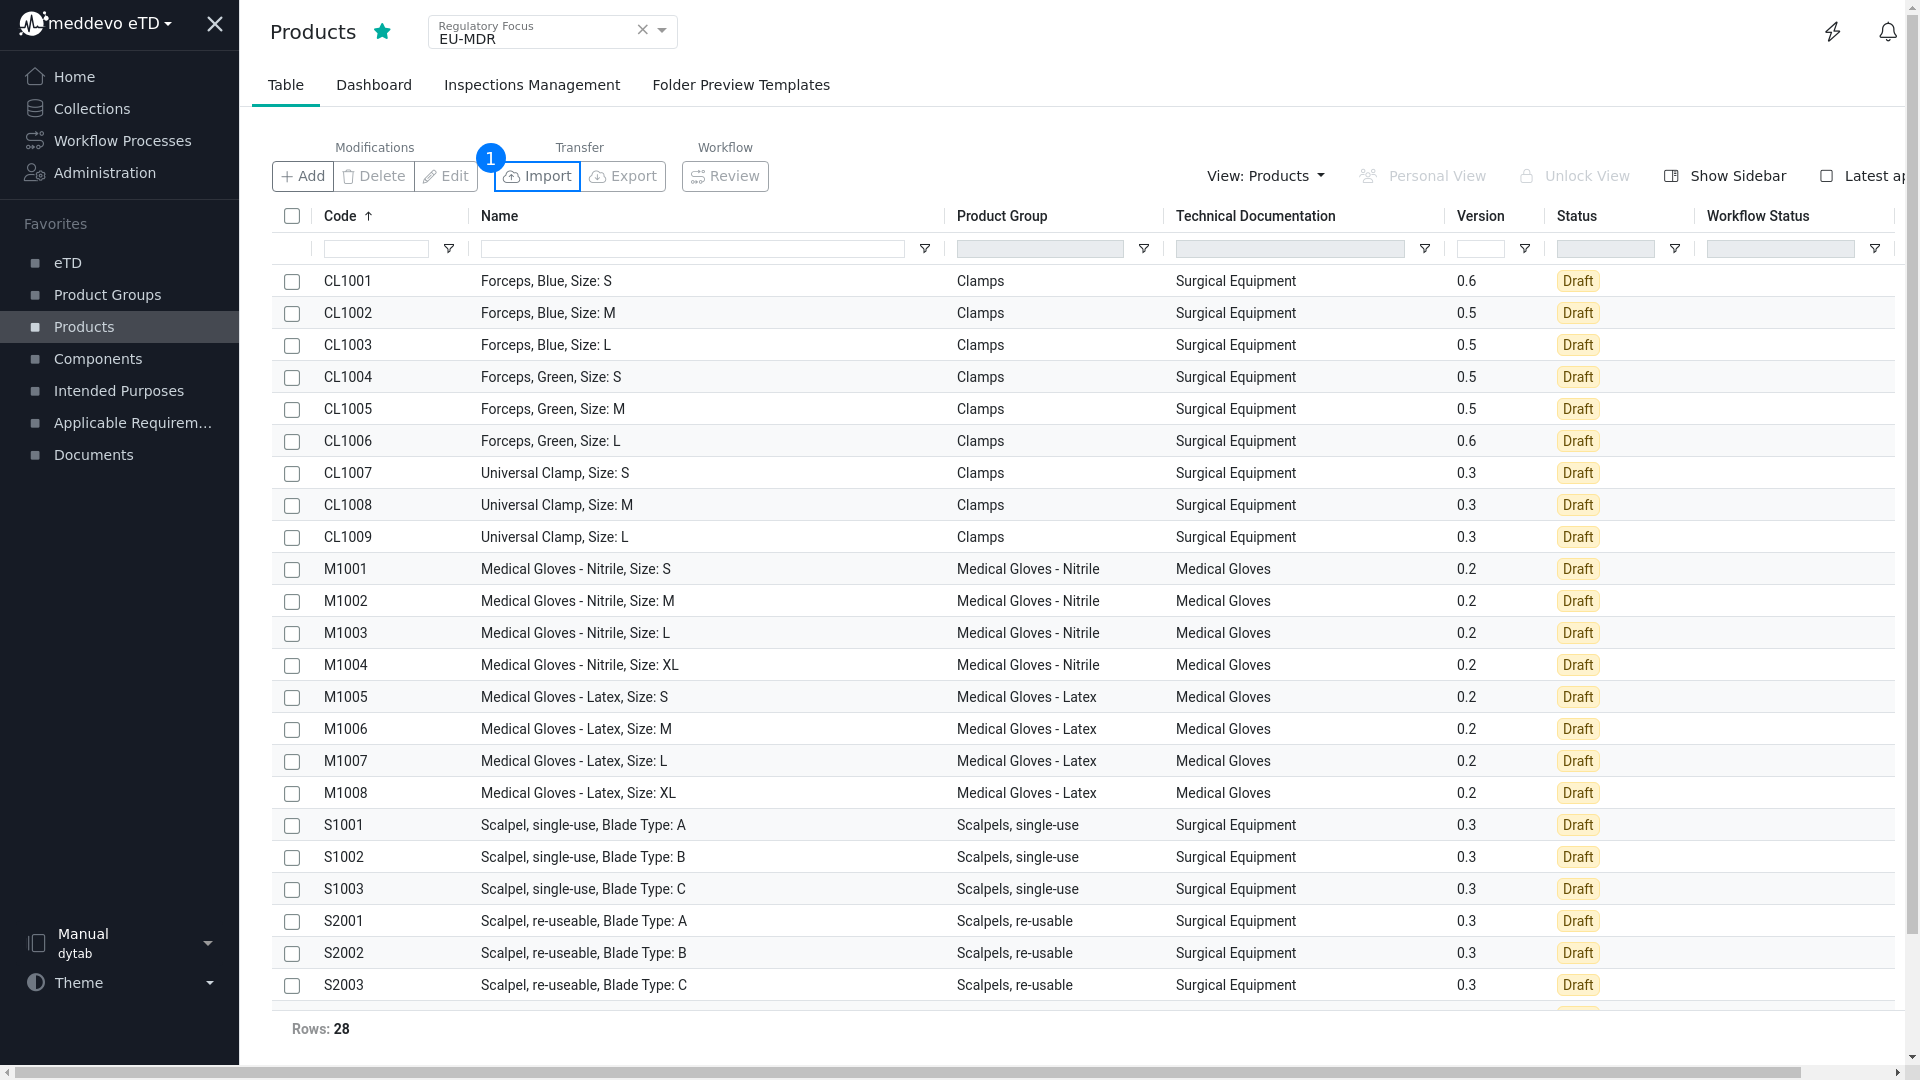 meddevo eTD
Home
Collections
Workflow Processes
Administration
Favorites
eTD
Product Groups
Products
Components
Intended Purposes
Applicable Requirem...
Documents
Manual
dytab
Theme
Products
Regulatory Focus
EU-MDR
Table Dashboard Inspections Management Folder Preview Templates
Modifications Transfer Workflow
1
Add Delete Edit Import Export Review View: Products Personal View Unlock View Show Sidebar Latest ap
Code Name Product Group Technical Documentation Version Status Workflow Status
CL1001 Forceps, Blue, Size: S Clamps Surgical Equipment 0.6 Draft
CL1002 Forceps, Blue, Size: M Clamps Surgical Equipment 0.5 Draft
CL1003 Forceps, Blue, Size: L Clamps Surgical Equipment 0.5 Draft
CL1004 Forceps, Green, Size: S Clamps Surgical Equipment 0.5 Draft
CL1005 Forceps, Green, Size: M Clamps Surgical Equipment 0.5 Draft
CL1006 Forceps, Green, Size: L Clamps Surgical Equipment 0.6 Draft
CL1007 Universal Clamp, Size: S Clamps Surgical Equipment 0.3 Draft
CL1008 Universal Clamp, Size: M Clamps Surgical Equipment 0.3 Draft
CL1009 Universal Clamp, Size: L Clamps Surgical Equipment 0.3 Draft
M1001 Medical Gloves - Nitrile, Size: S Medical Gloves - Nitrile Medical Gloves 0.2 Draft
M1002 Medical Gloves - Nitrile, Size: M Medical Gloves - Nitrile Medical Gloves 0.2 Draft
M1003 Medical Gloves - Nitrile, Size: L Medical Gloves - Nitrile Medical Gloves 0.2 Draft
M1004 Medical Gloves - Nitrile, Size: XL Medical Gloves - Nitrile Medical Gloves 0.2 Draft
M1005 Medical Gloves - Latex, Size: S Medical Gloves - Latex Medical Gloves 0.2 Draft
M1006 Medical Gloves - Latex, Size: M Medical Gloves - Latex Medical Gloves 0.2 Draft
M1007 Medical Gloves - Latex, Size: L Medical Gloves - Latex Medical Gloves 0.2 Draft
M1008 Medical Gloves - Latex, Size: XL Medical Gloves - Latex Medical Gloves 0.2 Draft
S1001 Scalpel, single-use, Blade Type: A Scalpels, single-use Surgical Equipment 0.3 Draft
S1002 Scalpel, single-use, Blade Type: B Scalpels, single-use Surgical Equipment 0.3 Draft
S1003 Scalpel, single-use, Blade Type: C Scalpels, single-use Surgical Equipment 0.3 Draft
S2001 Scalpel, re-useable, Blade Type: A Scalpels, re-usable Surgical Equipment 0.3 Draft
S2002 Scalpel, re-useable, Blade Type: B Scalpels, re-usable Surgical Equipment 0.3 Draft
S2003 Scalpel, re-useable, Blade Type: C Scalpels, re-usable Surgical Equipment 0.3 Draft
Rows: 28